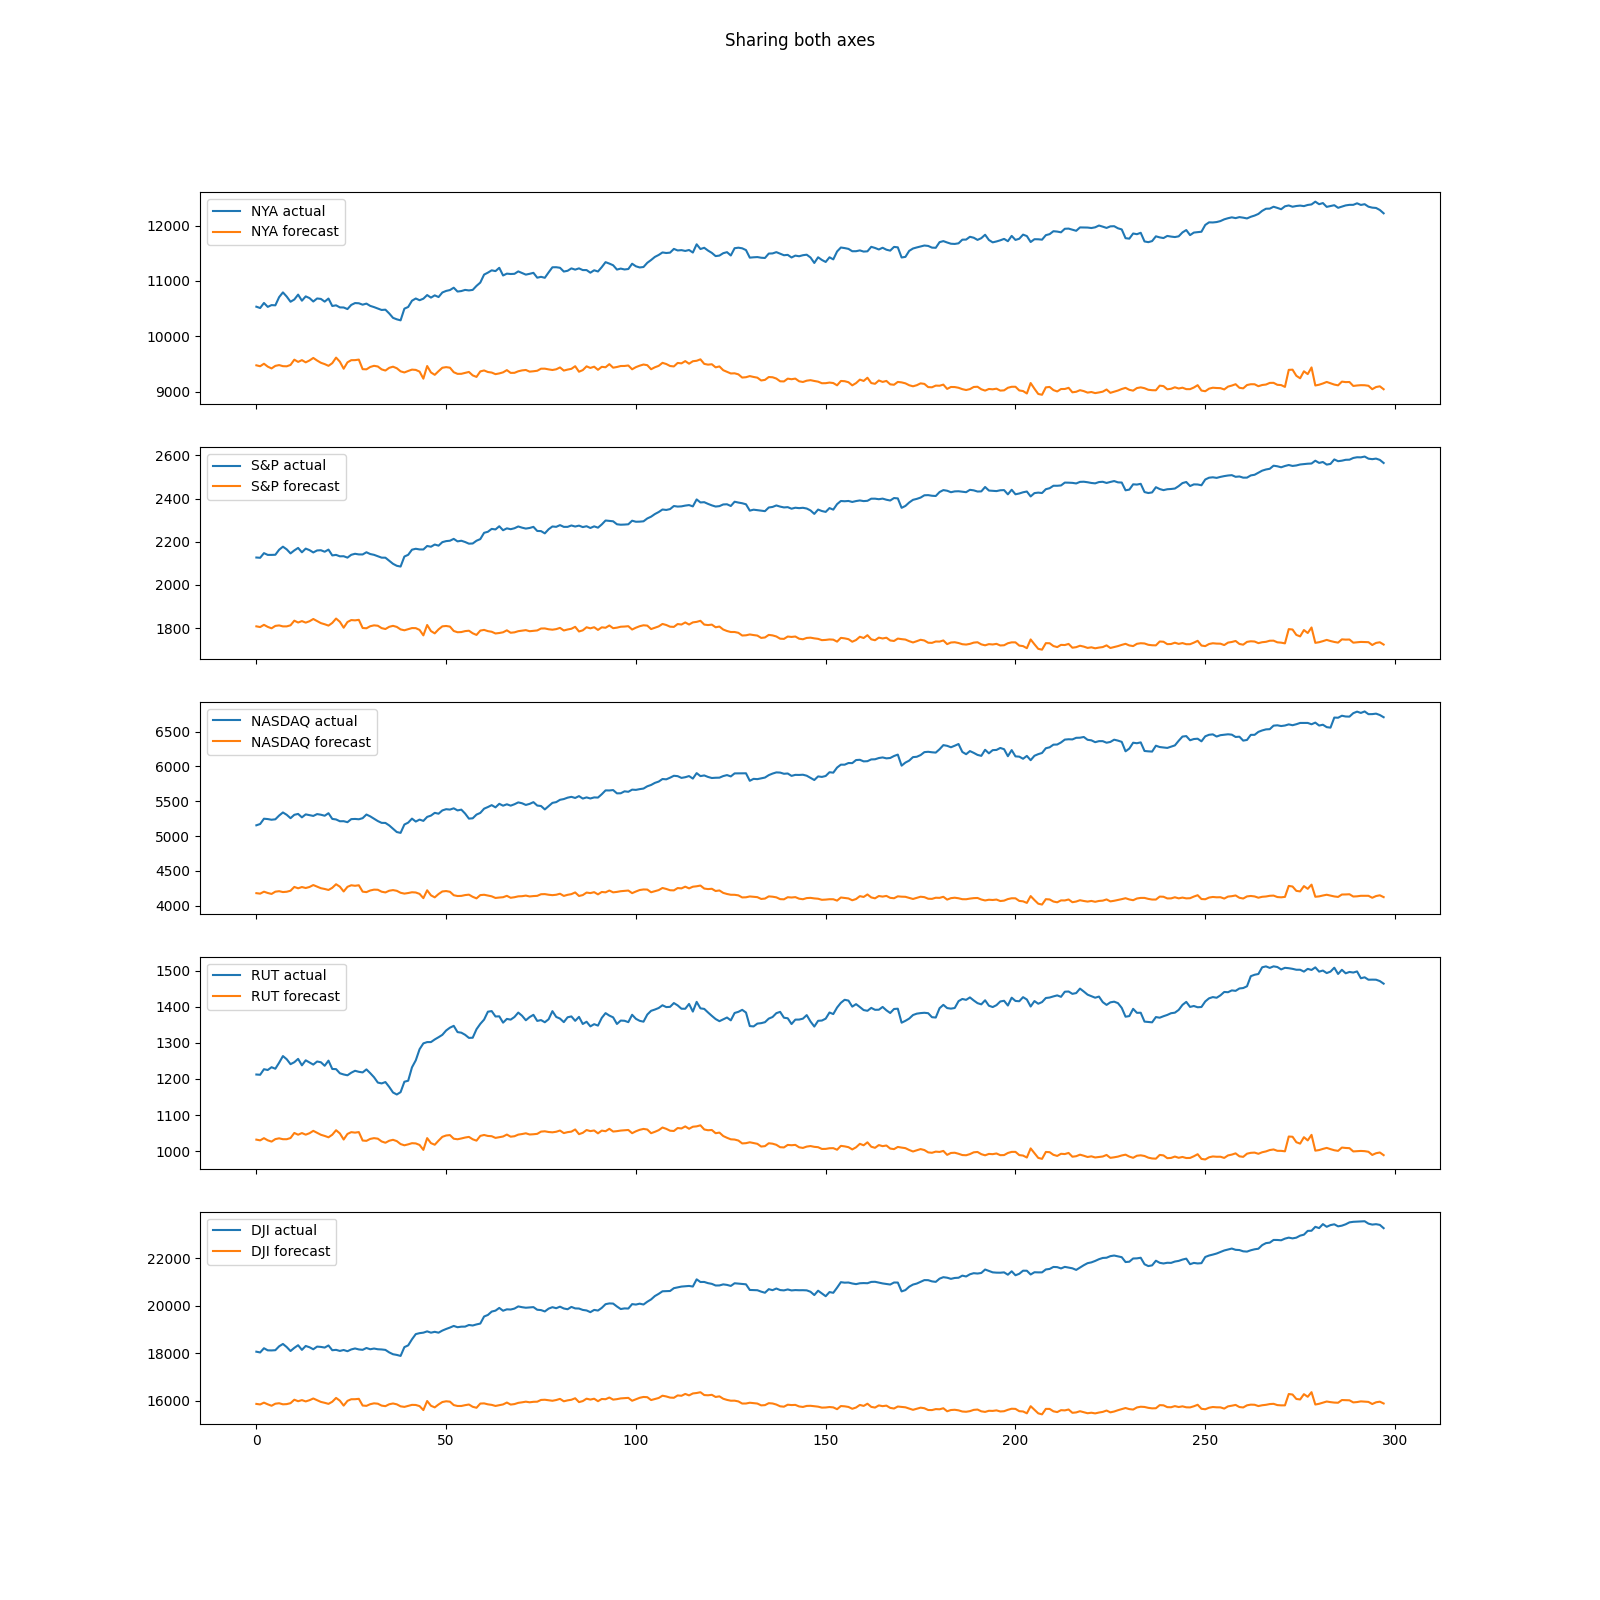 Sharing both axes
NYA actual
NYA forecast
12000
11000
10000
9000
S&P actual
S&P forecast
2600
2400
2200
2000
1800
NASDAQ actual
NASDAQ forecast
6500
6000
5500
5000
4500
4000
RUT actual
RUT forecast
1500
1400
1300
1200
1100
1000
DJI actual
DJI forecast
22000
20000
18000
16000
0 50 100 150 200 250 300